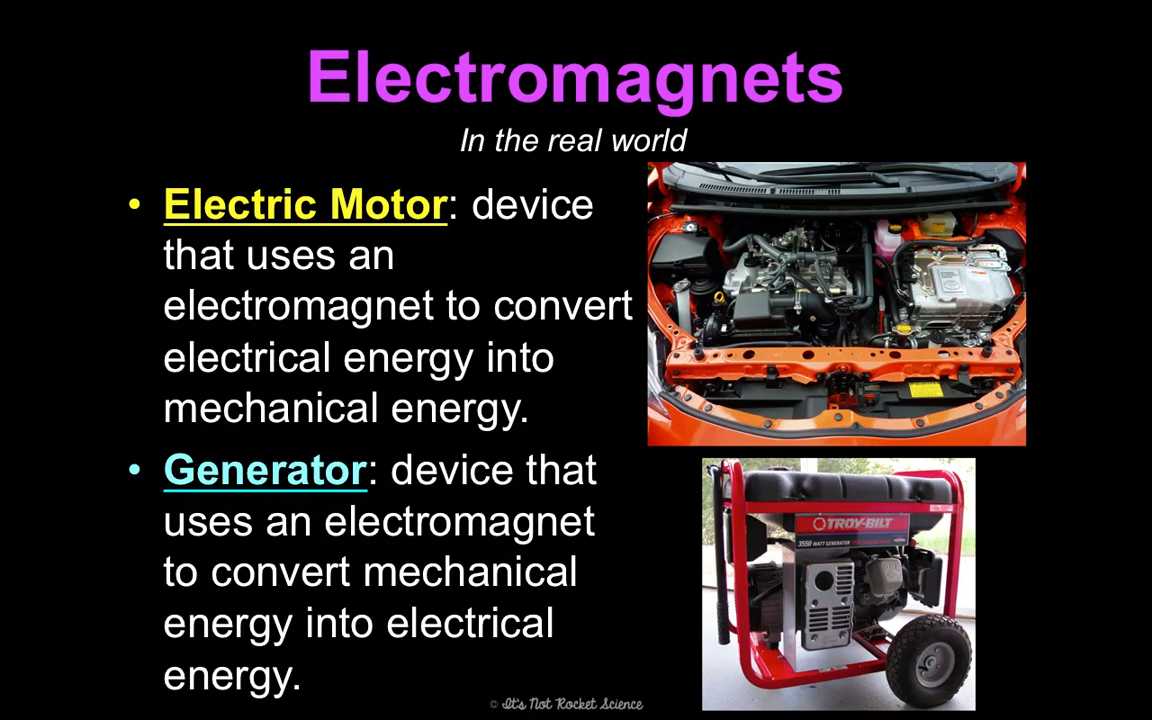 Electromagnets
In the real world
• Electric Motor: device
that uses an
electromagnet to convert
electrical energy into
mechanical energy.
• Generator: device that
uses an electromagnet
to convert mechanical
energy into electrical
energy.
TROY-BILT
3550 WATT GENERATOR
© It's Not Rocket Science